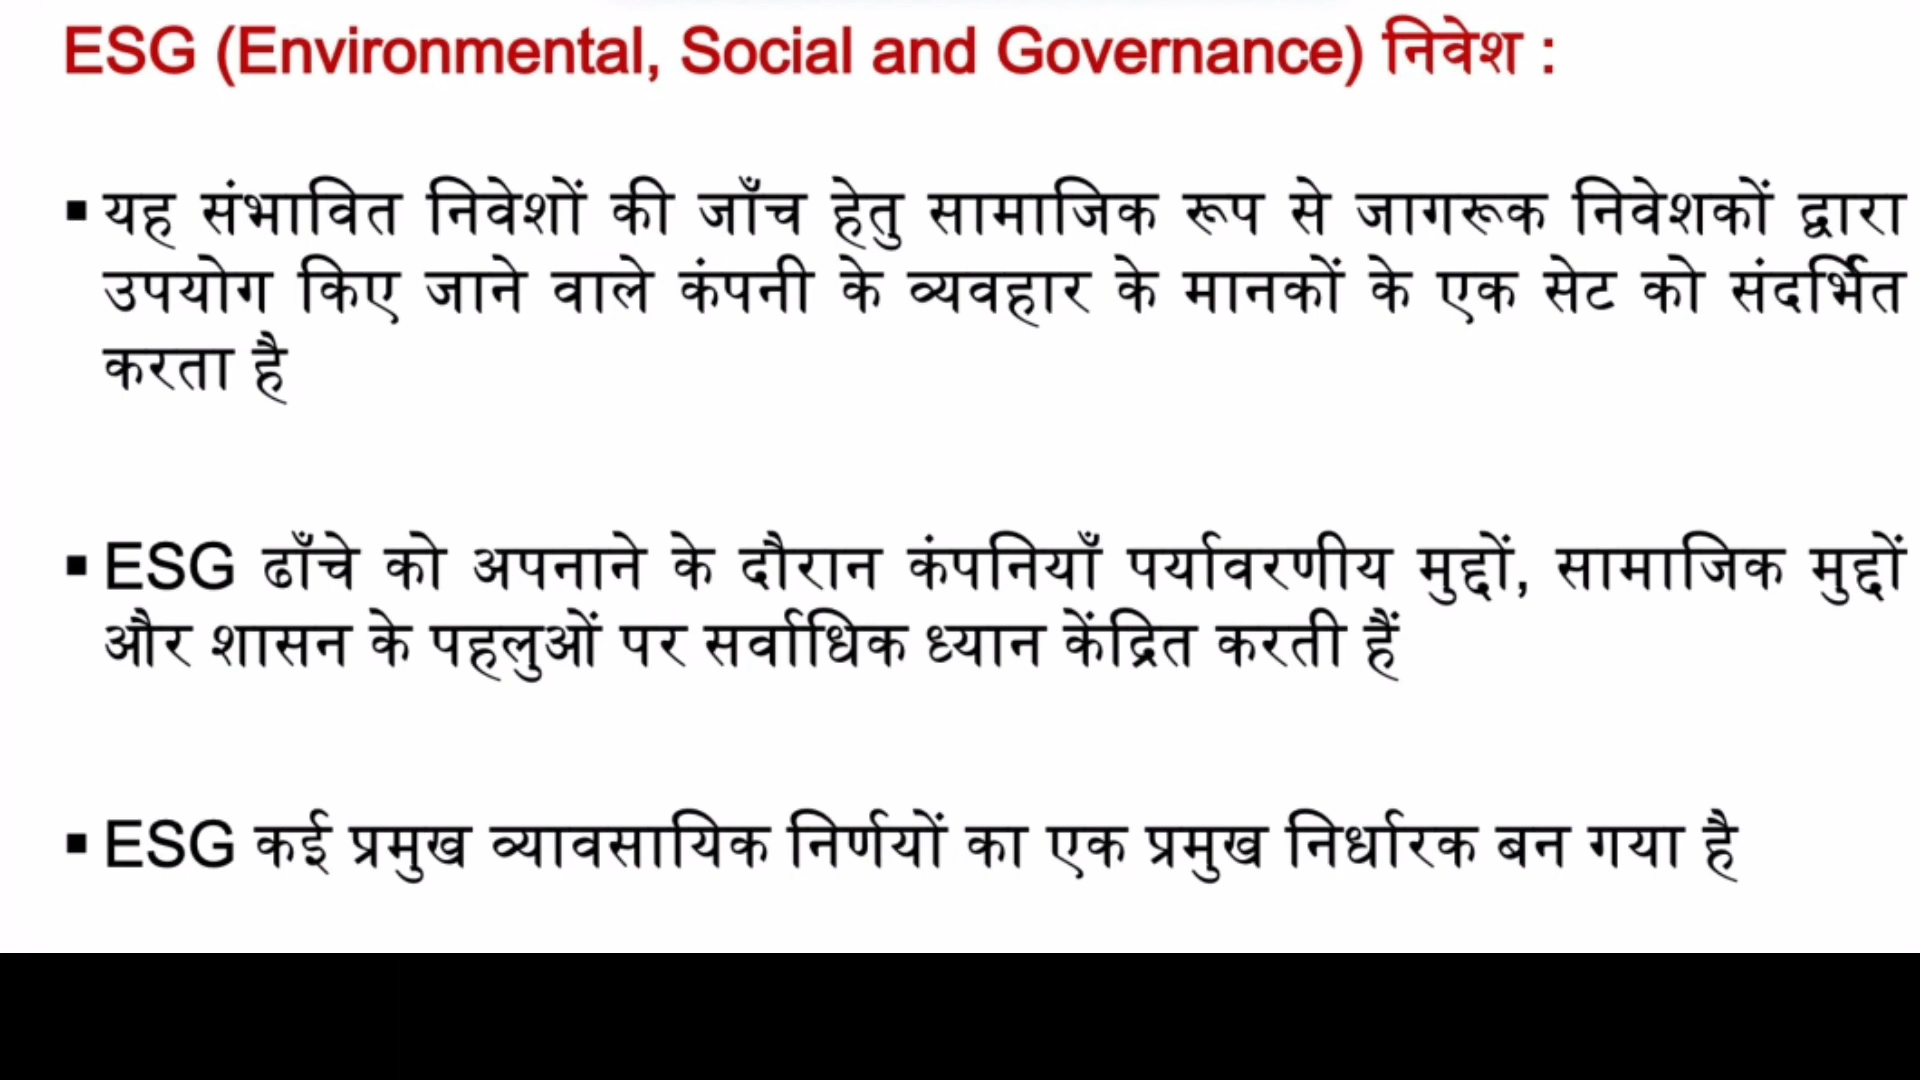 ESG (Environmental, Social and Governance) निवेश :
▪ यह संभावित निवेशों की जाँच हेतु सामाजिक रूप से जागरूक निवेशकों द्वारा
उपयोग किए जाने वाले कंपनी के व्यवहार के मानकों के एक सेट को संदर्भित
करता है
▪ ESG ढाँचे को अपनाने के दौरान कंपनियाँ पर्यावरणीय मुद्दों, सामाजिक मुद्दों
और शासन के पहलुओं पर सर्वाधिक ध्यान केंद्रित करती हैं
▪ ESG कई प्रमुख व्यावसायिक निर्णयों का एक प्रमुख निर्धारक बन गया है